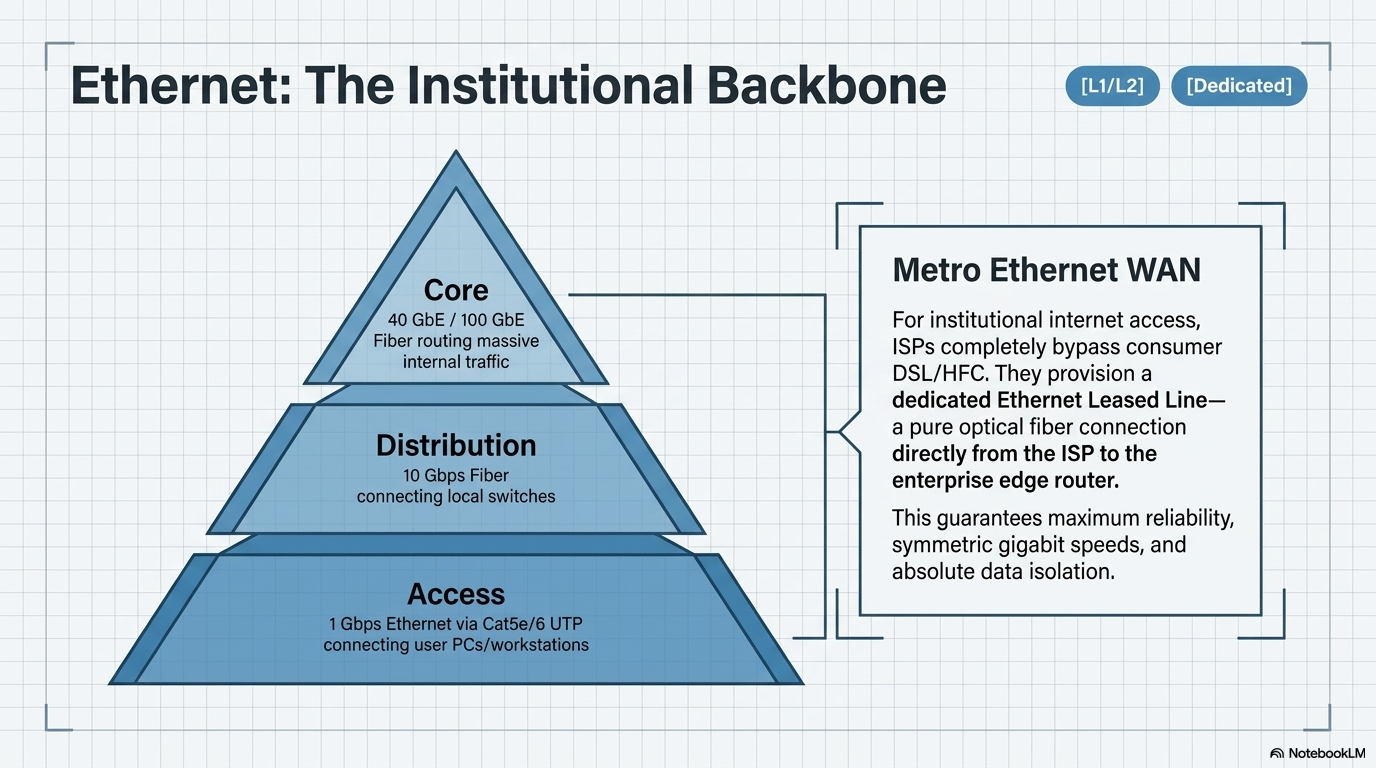 Ethernet: The Institutional Backbone
[L1/L2]
[Dedicated]
Core
40 GbE / 100 GbE
Fiber routing massive
internal traffic
Distribution
10 Gbps Fiber
connecting local switches
Access
1 Gbps Ethernet via Cat5e/6 UTP
connecting user PCs/workstations
Metro Ethernet WAN
For institutional internet access,
ISPs completely bypass consumer
DSL/HFC. They provision a
dedicated Ethernet Leased Line—
a pure optical fiber connection
directly from the ISP to the
enterprise edge router.
This guarantees maximum reliability,
symmetric gigabit speeds, and
absolute data isolation.
NotebookLM